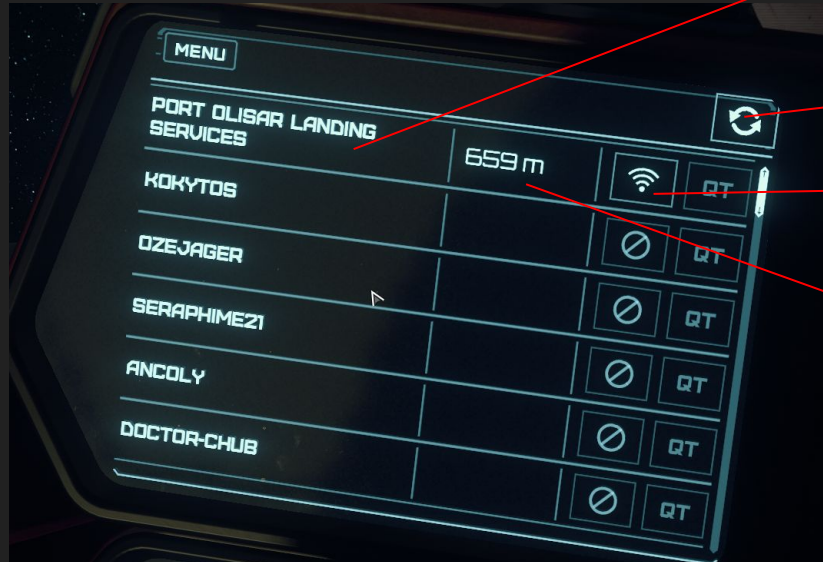 MENU
PORT OLISAR LANDING
SERVICES
659 m
QT
KOKYTOS
QT
OZEJAGER
QT
SERAPHIME21
QT
ANCOLY
QT
DOCTOR-CHUB
QT